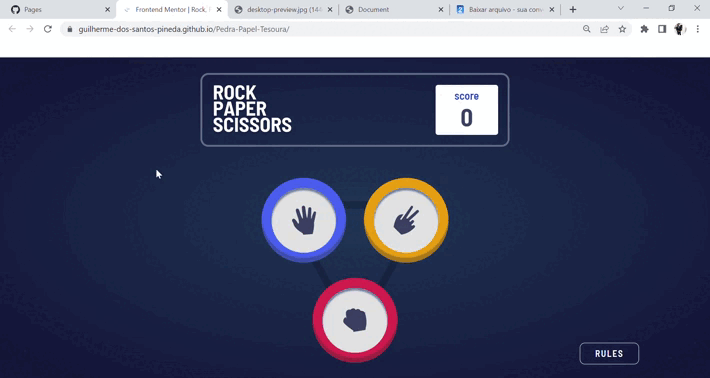 Pages
Frontend Mentor | Rock, 
desktop-preview.jpg (144
Document
Baixar arquivo - sua conv
guilherme-dos-santos-pineda.github.io/Pedra-Papel-Tesoura/
ROCK
PAPER
SCISSORS
score
0
RULES